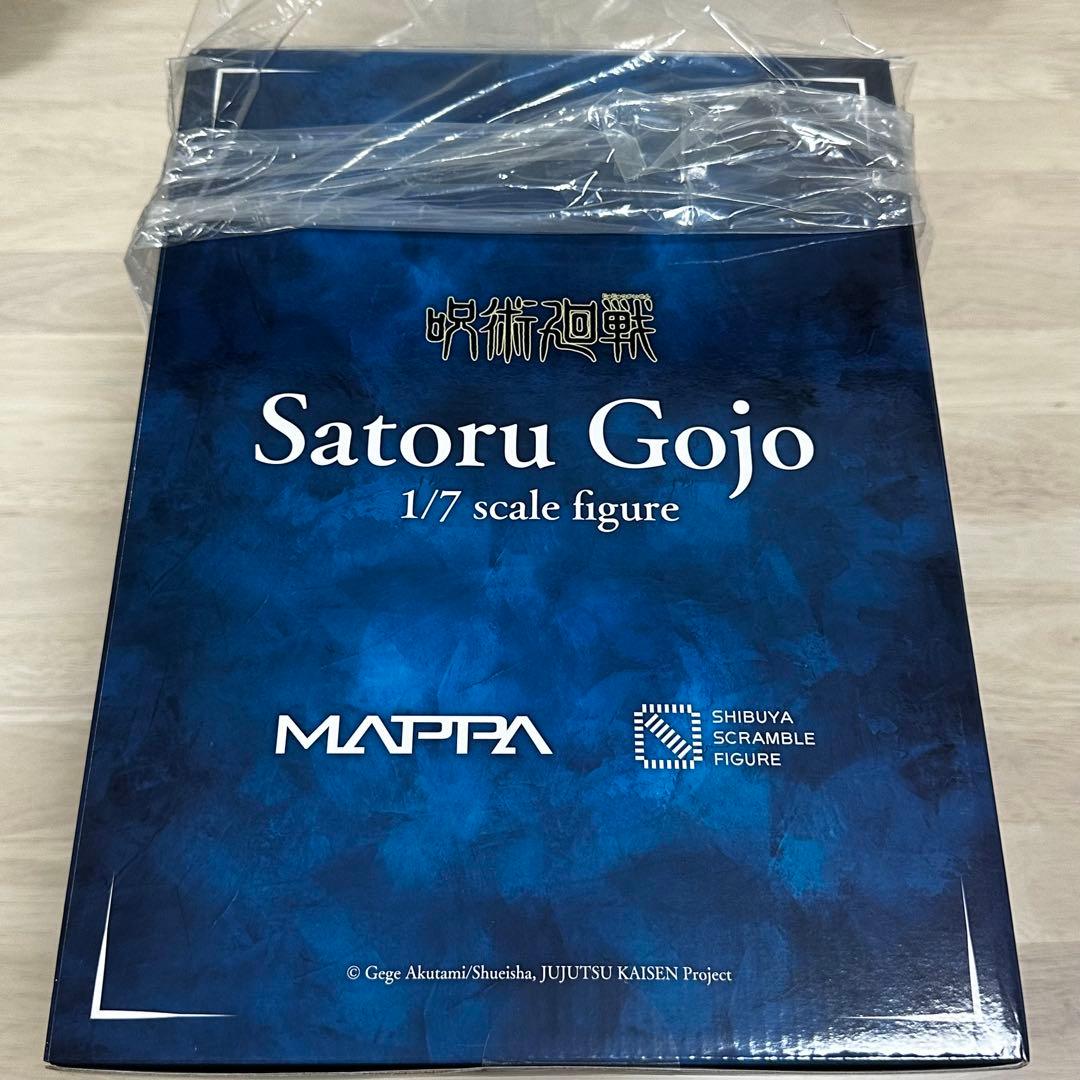 呪術廻戦
Satoru Gojo
1/7 scale figure
MAPPA
SHIBUYA
SCRAMBLE
FIGURE
© Gege Akutami/Shueisha, JUJUTSU KAISEN Project